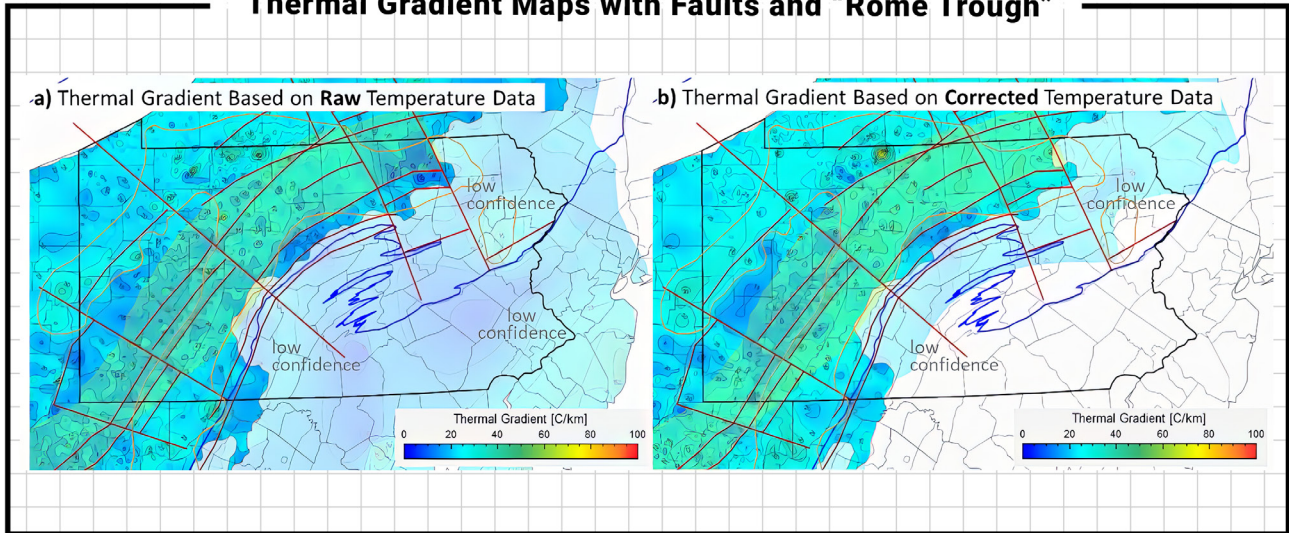 Thermal Gradient Maps With Faults and "Rome Trough"
a) Thermal Gradient Based on Raw Temperature Data
b) Thermal Gradient Based on Corrected Temperature Data
low
confidence
low
confidence
low
confidence
low
confidence
low
confidence
Thermal Gradient [C/km]
0 20 40 60 80 100
Thermal Gradient [C/km]
0 20 40 60 80 100